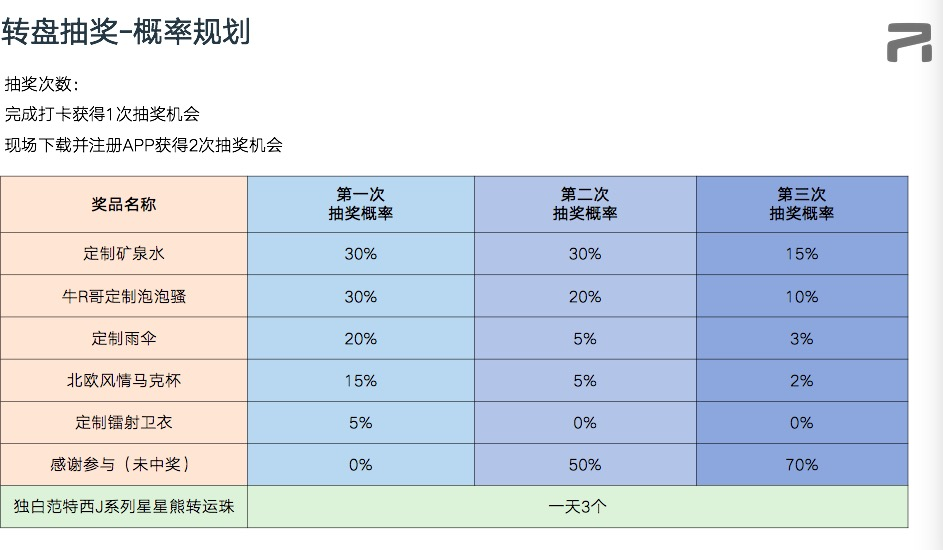 转盘抽奖-概率规划
抽奖次数：
完成打卡获得1次抽奖机会
现场下载并注册APP获得2次抽奖机会
奖品名称 第一次 第二次 第三次
抽奖概率 抽奖概率 抽奖概率
定制矿泉水 30% 30% 15%
牛R哥定制泡泡骚 30% 20% 10%
定制雨伞 20% 5% 3%
北欧风情马克杯 15% 5% 2%
定制镭射卫衣 5% 0% 0%
感谢参与（未中奖） 0% 50% 70%
独白范特西J系列星星熊转运珠 一天3个